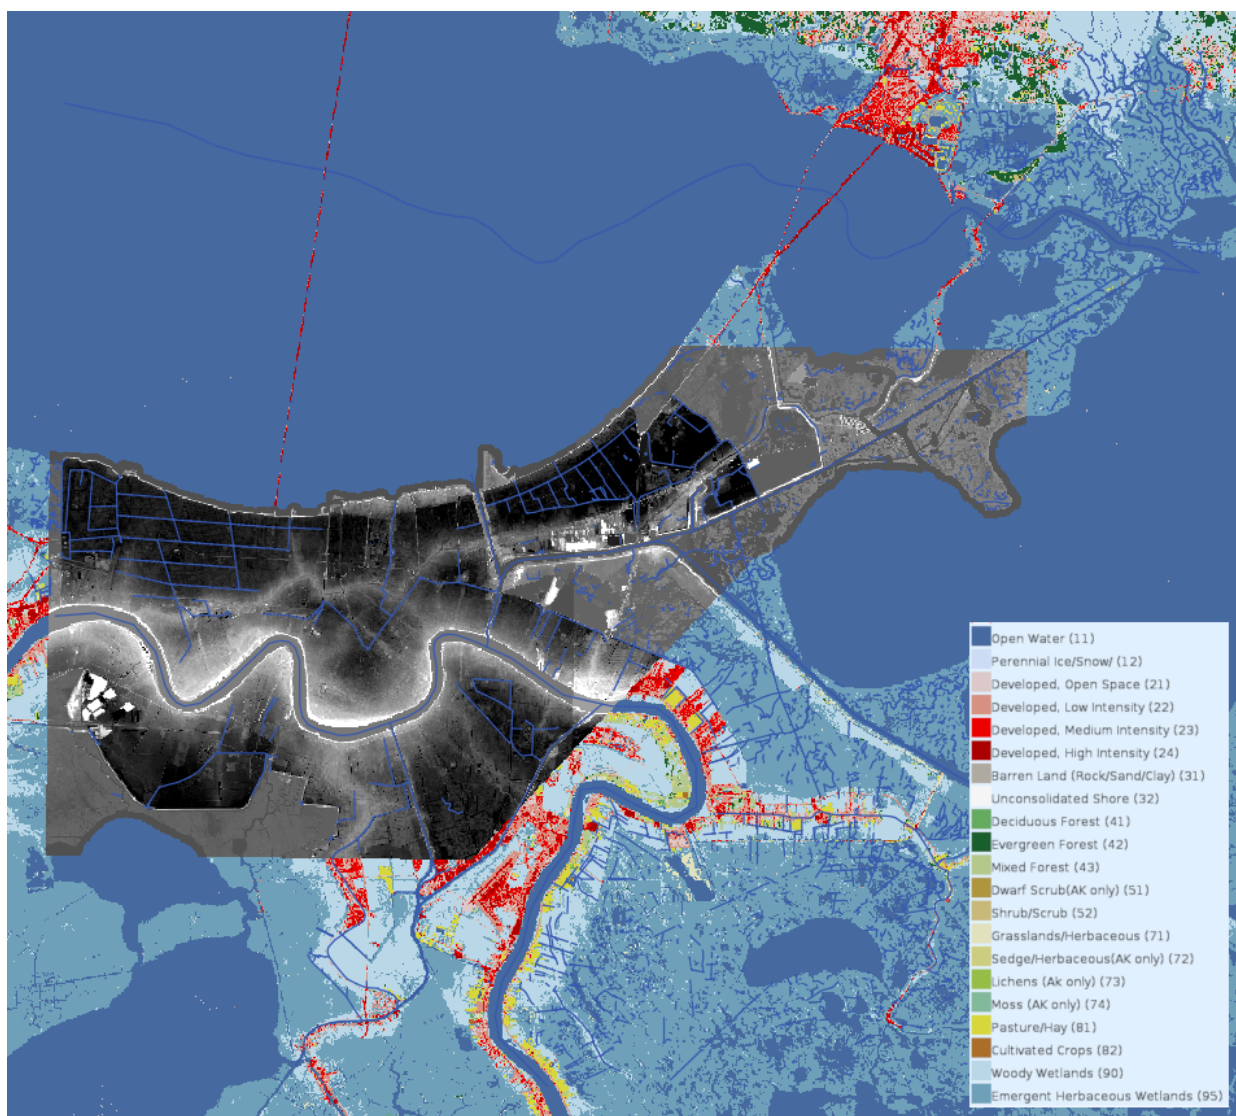 Open Water (11)
Perennial Ice/Snow/ (12)
Developed, Open Space (21)
Developed, Low Intensity (22)
Developed, Medium Intensity (23)
Developed, High Intensity (24)
Barren Land (Rock/Sand/Clay) (31)
Unconsolidated Shore (32)
Deciduous Forest (41)
Evergreen Forest (42)
Mixed Forest (43)
Dwarf Scrub(AK only) (51)
Shrub/Scrub (52)
Grasslands/Herbaceous (71)
Sedge/Herbaceous(AK only) (72)
Lichens (Ak only) (73)
Moss (AK only) (74)
Pasture/Hay (81)
Cultivated Crops (82)
Woody Wetlands (90)
Emergent Herbaceous Wetlands (95)